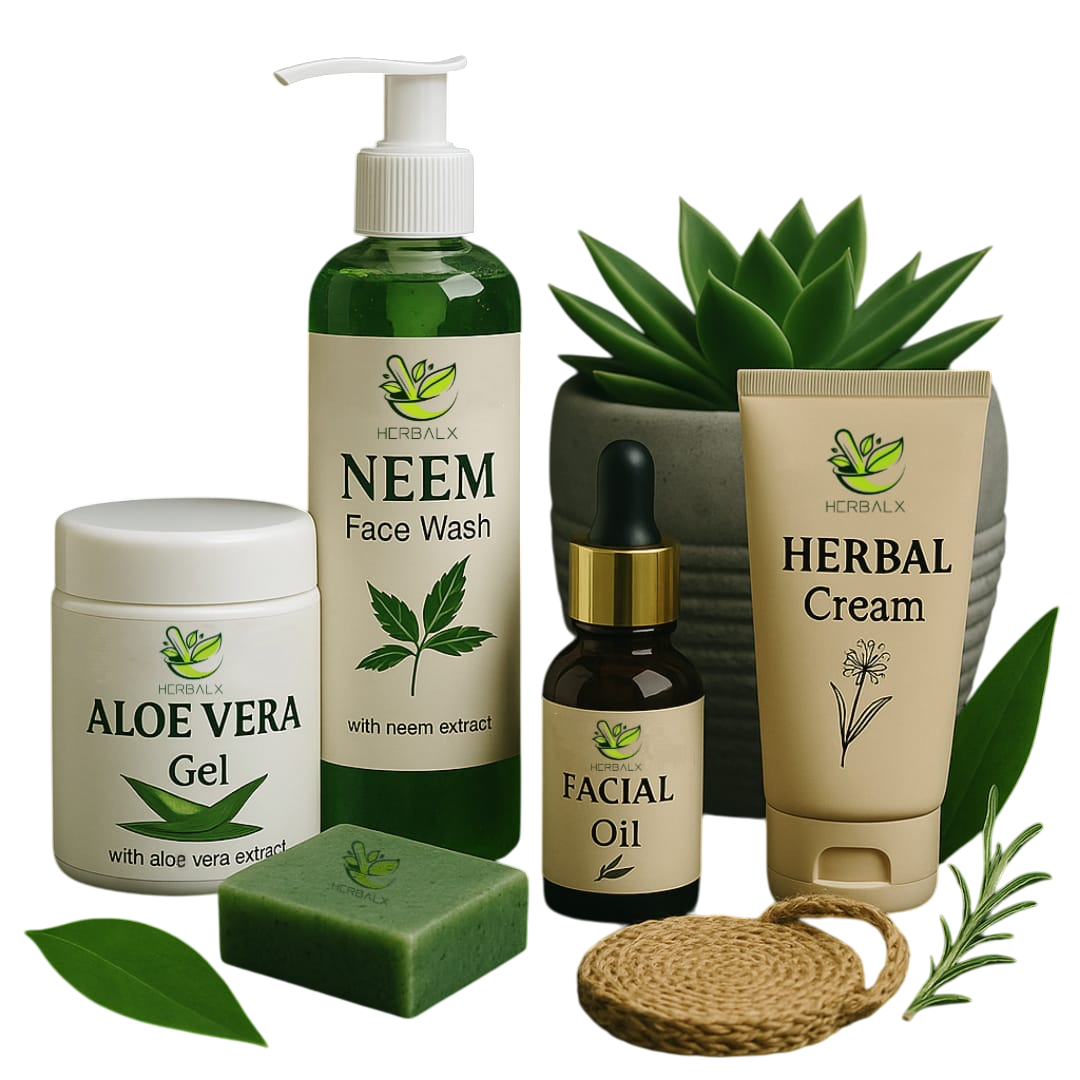 HERBALX
NEEM
Face Wash
with neem extract
HERBALX
ALOE VERA
Gel
with aloe vera extract
HERBALX
HERBALX
FACIAL
Oil
HERBALX
HERBAL
Cream